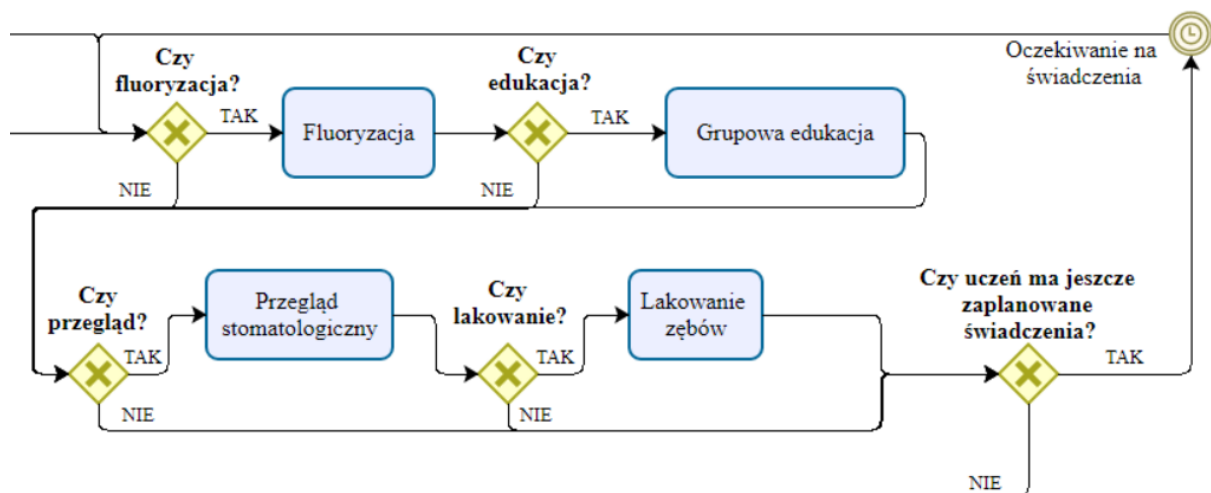 Czy
fluoryzacja?
TAK
Fluoryzacja
NIE
Czy
edukacja?
TAK
Grupowa edukacja
NIE
Oczekiwanie na
świadczenia
Czy
przegląd?
TAK
Przegląd
stomatologiczny
NIE
Czy
lakowanie?
TAK
Lakowanie
zębów
NIE
Czy uczeń ma jeszcze
zaplanowane
świadczenia?
TAK
NIE